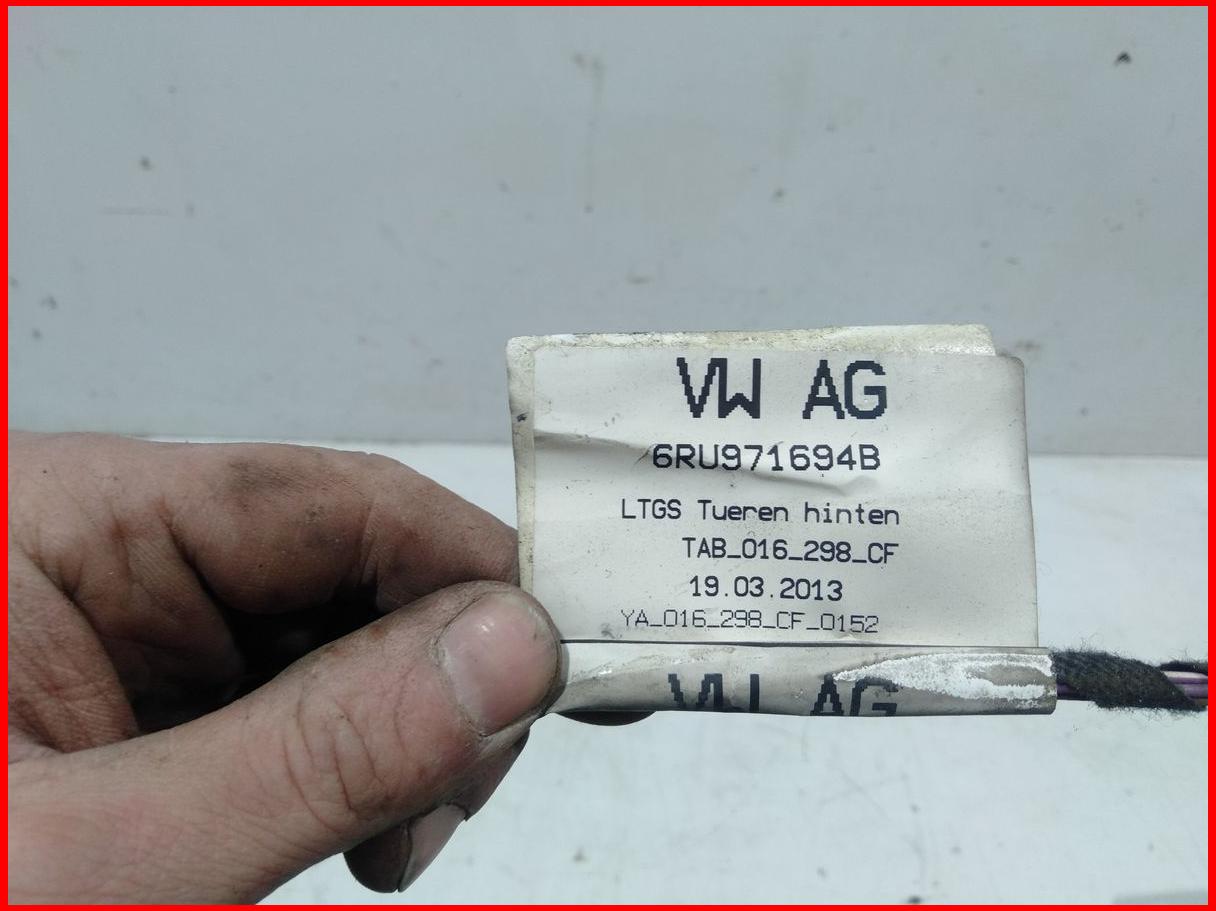 VW AG
6RU971694B
LTGS Tueren hinten
TAB_016_298_CF
19.03.2013
YA_016_298_CF_0152
VW AG